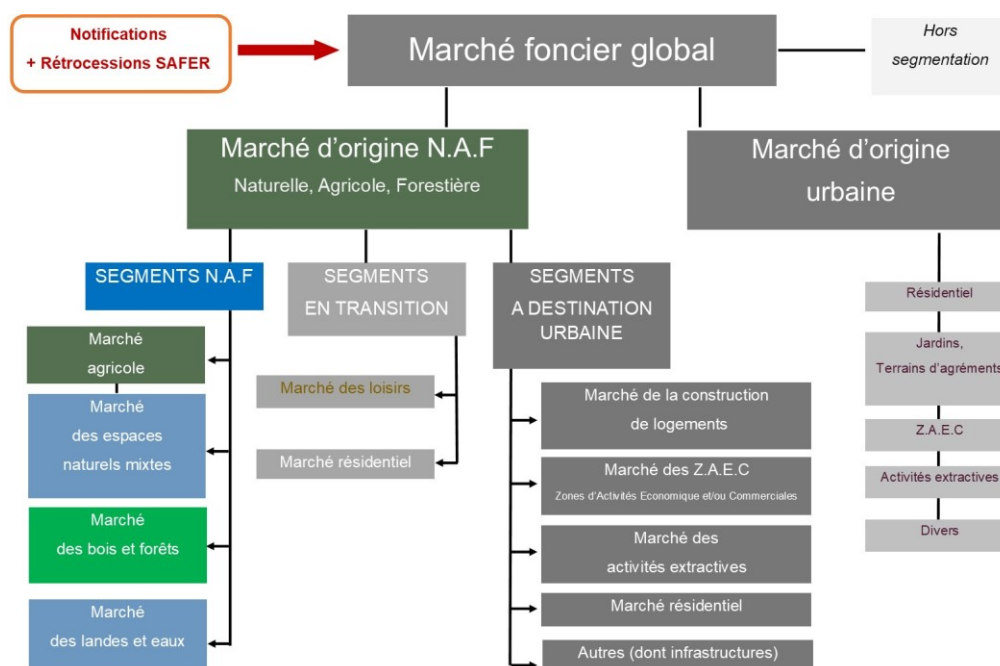 Notifications
+ Rétrocessions SAFER
Marché foncier global
Hors
segmentation
Marché d'origine N.A.F
Naturelle, Agricole, Forestière
Marché d'origine
urbaine
SEGMENTS N.A.F
SEGMENTS
EN TRANSITION
SEGMENTS
A DESTINATION
URBAINE
Marché
agricole
Marché
des espaces
naturels mixtes
Marché
des bois et forêts
Marché
des landes et eaux
Marché des loisirs
Marché résidentiel
Marché de la construction
de logements
Marché des Z.A.E.C
Zones d'Activités Economique et/ou Commerciales
Marché des
activités extractives
Marché résidentiel
Autres (dont infrastructures)
Résidentiel
Jardins,
Terrains d'agréments
Z.A.E.C
Activités extractives
Divers